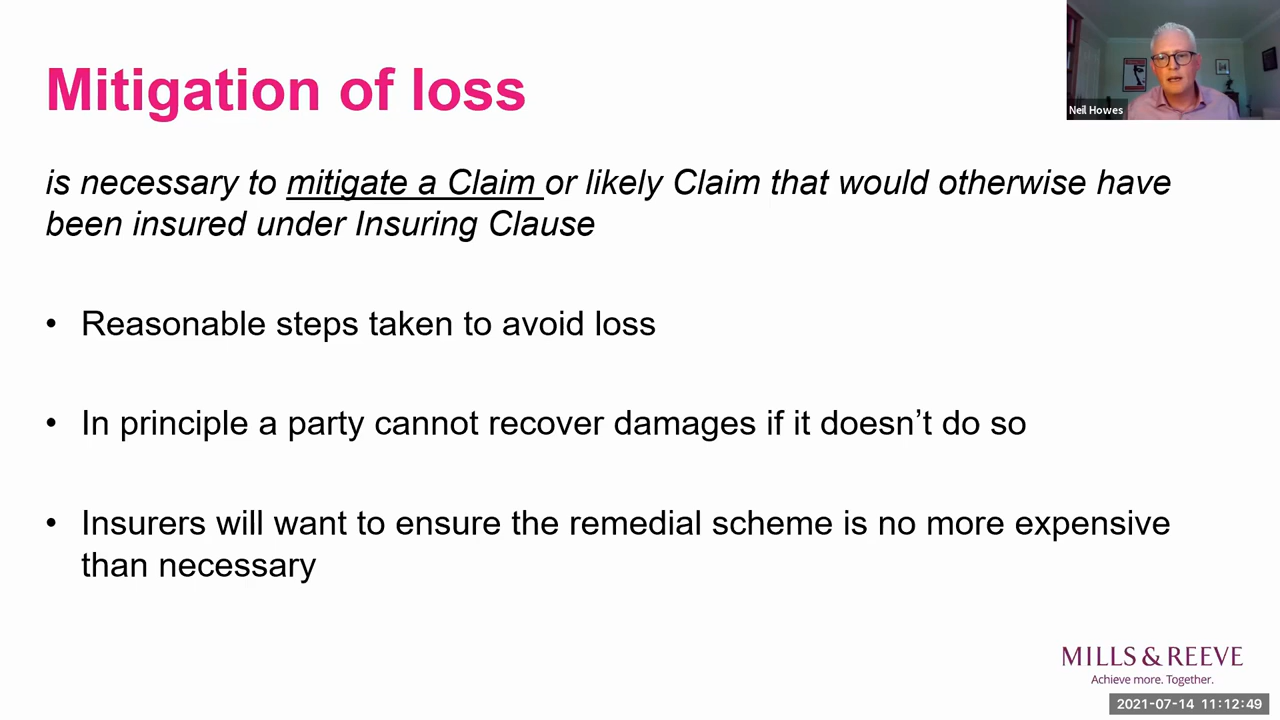 Mitigation of loss
Neil Howes
is necessary to mitigate a Claim or likely Claim that would otherwise have
been insured under Insuring Clause
• Reasonable steps taken to avoid loss
• In principle a party cannot recover damages if it doesn’t do so
• Insurers will want to ensure the remedial scheme is no more expensive
than necessary
MILLS & REEVE
Achieve more. Together.
2021-07-14 11:12:49